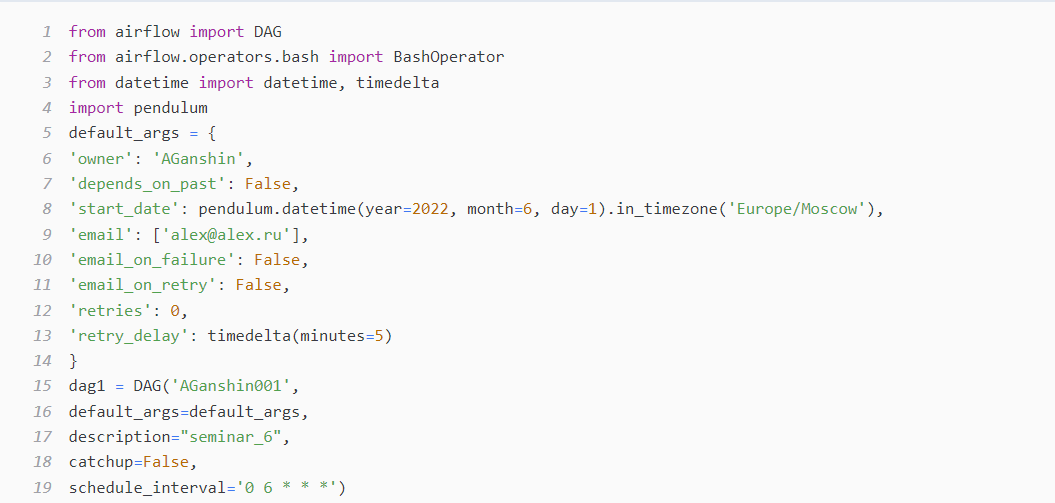 1 from airflow import DAG
2 from airflow.operators.bash import BashOperator
3 from datetime import datetime, timedelta
4 import pendulum
5 default_args = {
6 'owner': 'AGanshin',
7 'depends_on_past': False,
8 'start_date': pendulum.datetime(year=2022, month=6, day=1).in_timezone('Europe/Moscow'),
9 'email': ['alex@alex.ru'],
10 'email_on_failure': False,
11 'email_on_retry': False,
12 'retries': 0,
13 'retry_delay': timedelta(minutes=5)
14 }
15 dag1 = DAG('AGanshin001',
16 default_args=default_args,
17 description="seminar_6",
18 catchup=False,
19 schedule_interval='0 6 * * *')